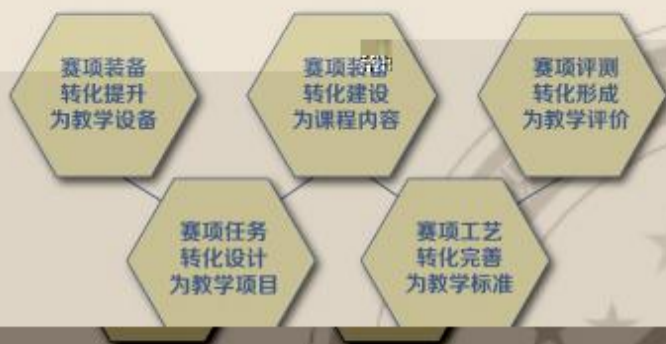 赛项装备
转化提升
为教学设备
赛项
转化建设
为课程内容
赛项评测
转化形成
为教学评价
赛项任务
转化设计
为教学项目
赛项工艺
转化完善
为教学标准